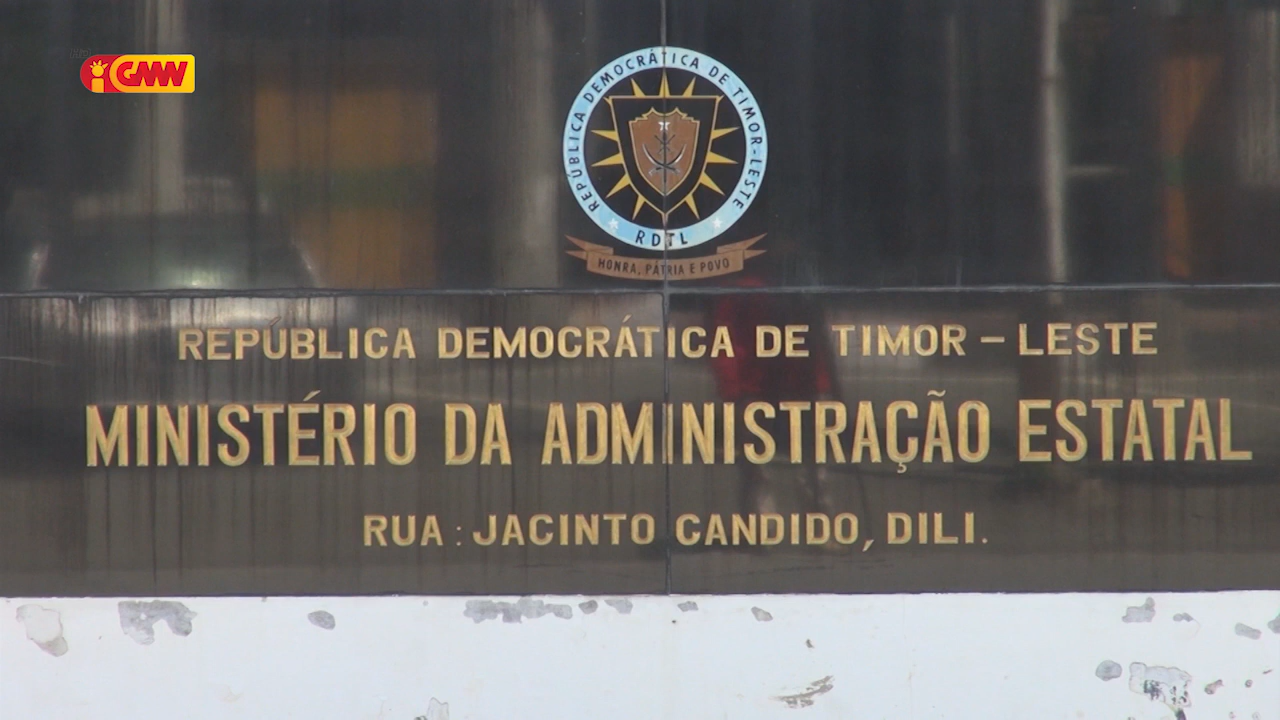 GMN
REPÚBLICA DEMOCRÁTICA DE TIMOR-LESTE
RDTL
HONRA, PÁTRIA E POVO
REPÚBLICA DEMOCRÁTICA DE TIMOR – LESTE
MINISTÉRIO DA ADMINISTRAÇÃO ESTATAL
RUA : JACINTO CANDIDO, DILI.